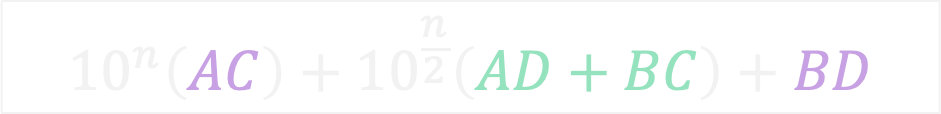 10^n(AC) + 10^{n/2}(AD + BC) + BD